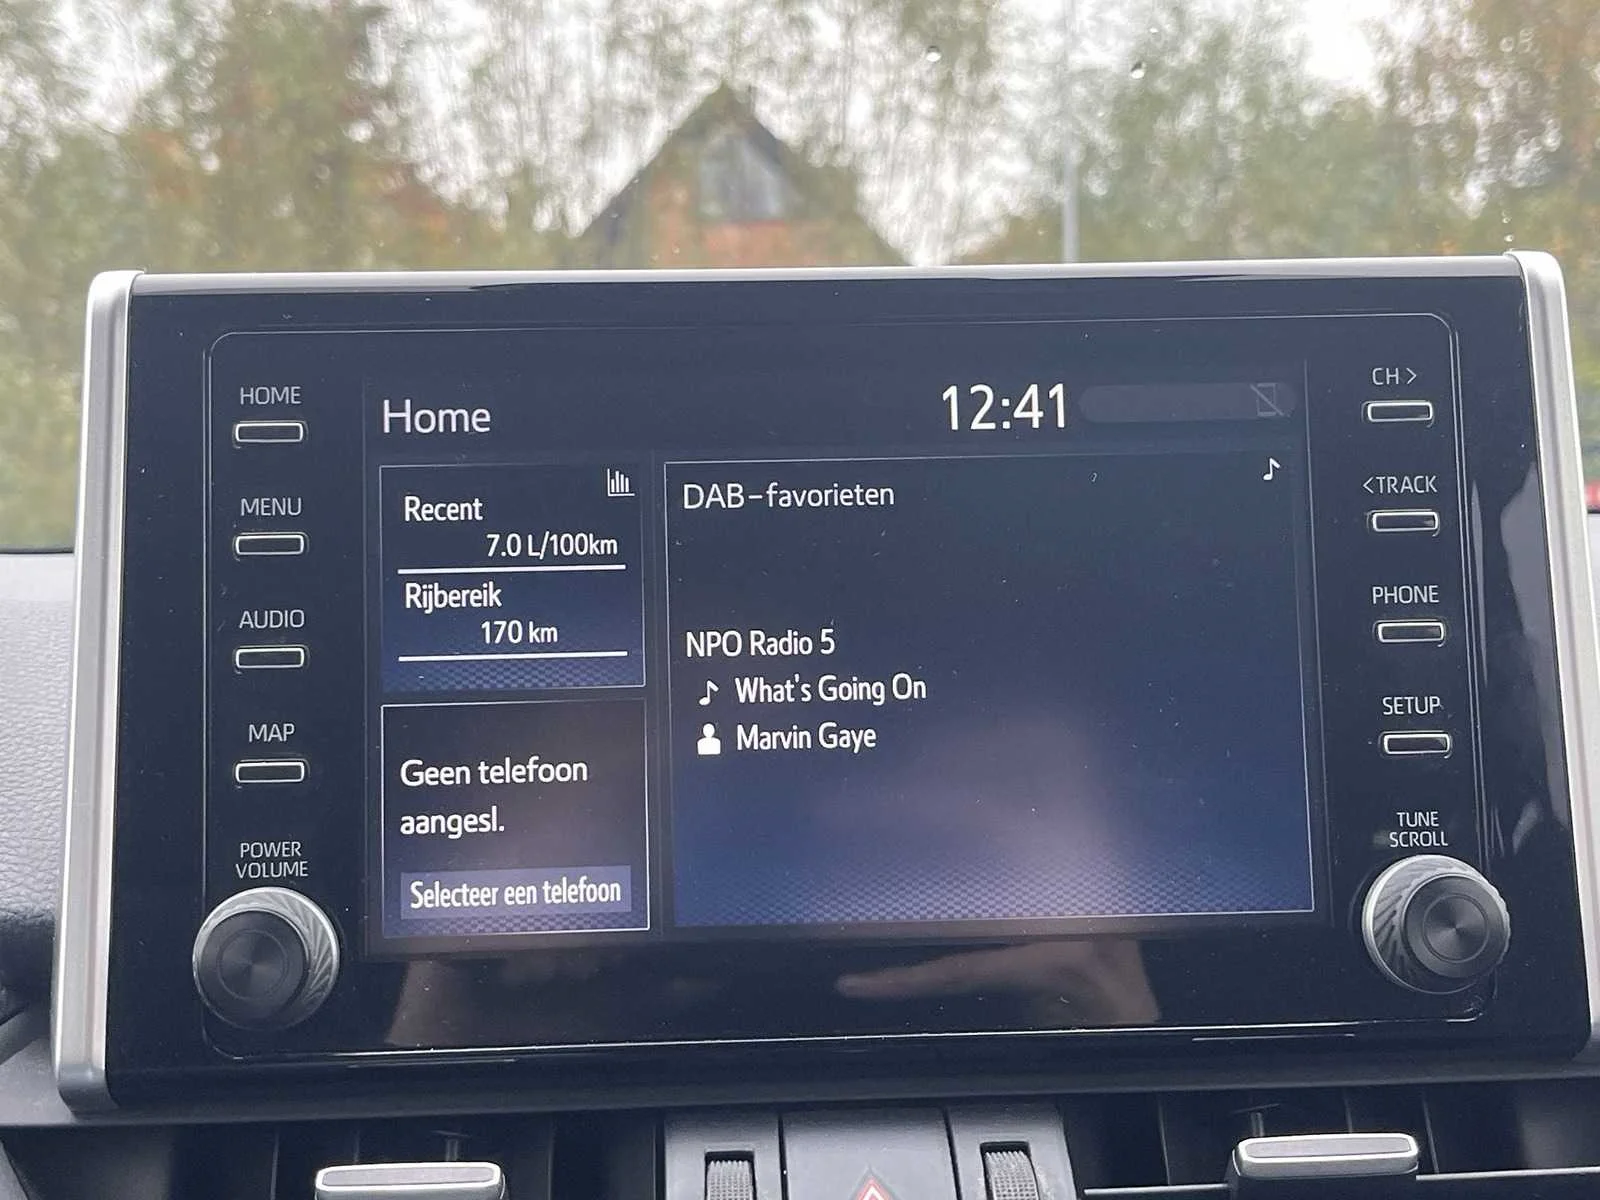 HOME
MENU
AUDIO
MAP
POWER
VOLUME
Home
12:41
Recent
7.0 L/100km
Rijbereik
170 km
Geen telefoon
aangesl.
Selecteer een telefoon
DAB-favorieten
NPO Radio 5
What's Going On
Marvin Gaye
CH >
< TRACK
PHONE
SETUP
TUNE
SCROLL